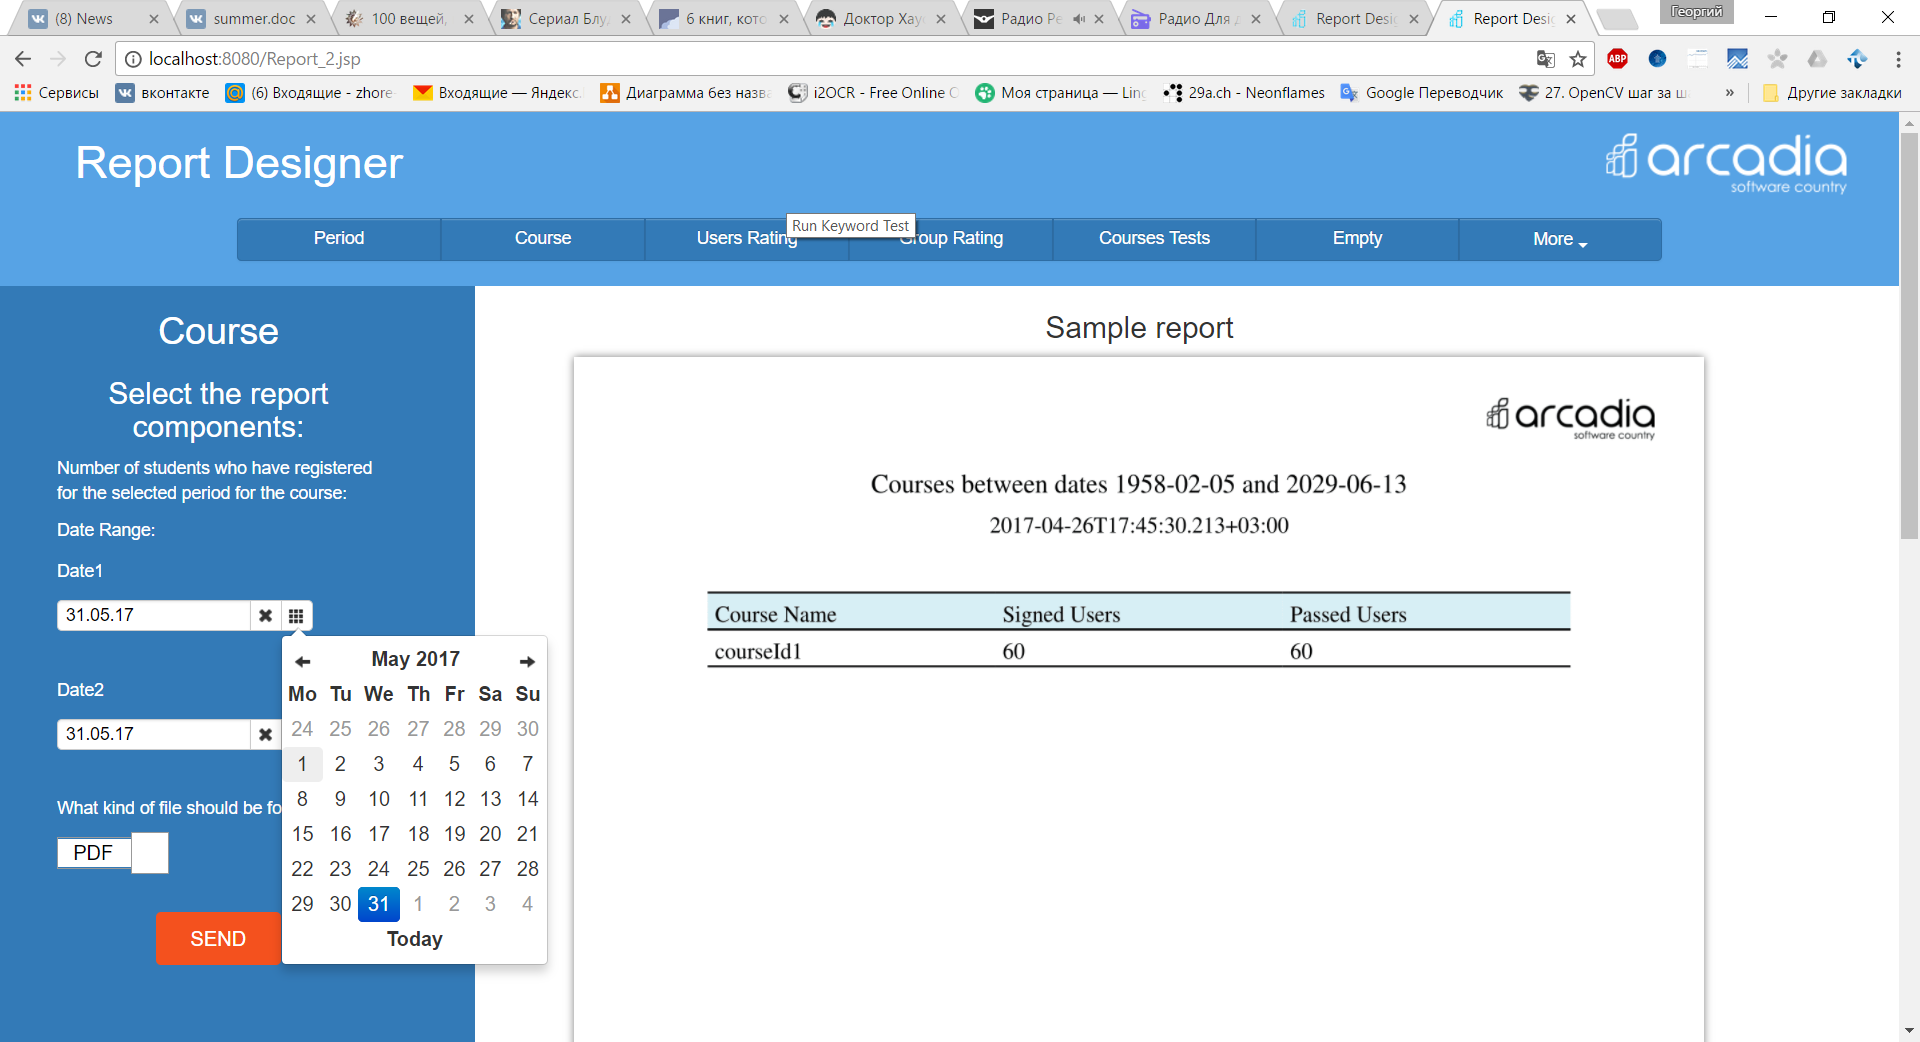 (8) News
summer.doc
100 вещей,
Сериал Блу
6 книг, кото
Доктор Хау
Радио Ре
Радио Для д
Report Desig
Report Desig
Георгий
localhost:8080/Report_2.jsp
ABP
Сервисы
вконтакте
(6) Входящие - zhore
Входящие — Яндекс.
Диаграмма без назва
i2OCR - Free Online O
Моя страница — Ling
29a.ch - Neonflames
Google Переводчик
27. OpenCV шаг за ш
»
Другие закладки
Report Designer
arcadia
software country
Period
Course
Users Rating
Run Keyword Test
Group Rating
Courses Tests
Empty
More
Course
Select the report
components:
Number of students who have registered
for the selected period for the course:
Date Range:
Date1
31.05.17
Date2
31.05.17
What kind of file should be fo
PDF
SEND
May 2017
Mo Tu We Th Fr Sa Su
24 25 26 27 28 29 30
1 2 3 4 5 6 7
8 9 10 11 12 13 14
15 16 17 18 19 20 21
22 23 24 25 26 27 28
29 30 31 1 2 3 4
Today
Sample report
arcadia
software country
Courses between dates 1958-02-05 and 2029-06-13
2017-04-26T17:45:30.213+03:00
Course Name Signed Users Passed Users
courseId1 60 60